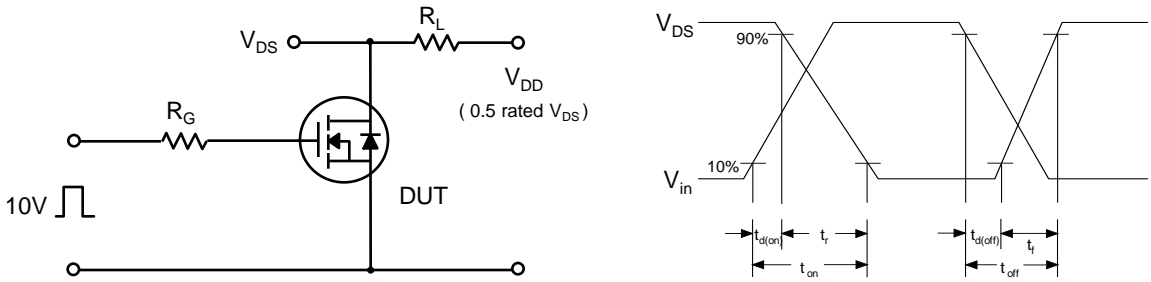 V_DS
R_L
V_DD
( 0.5 rated V_DS )
R_G
10V
DUT
V_DS
90%
10%
V_in
t_d(on)
t_r
t_on
t_d(off)
t_f
t_off